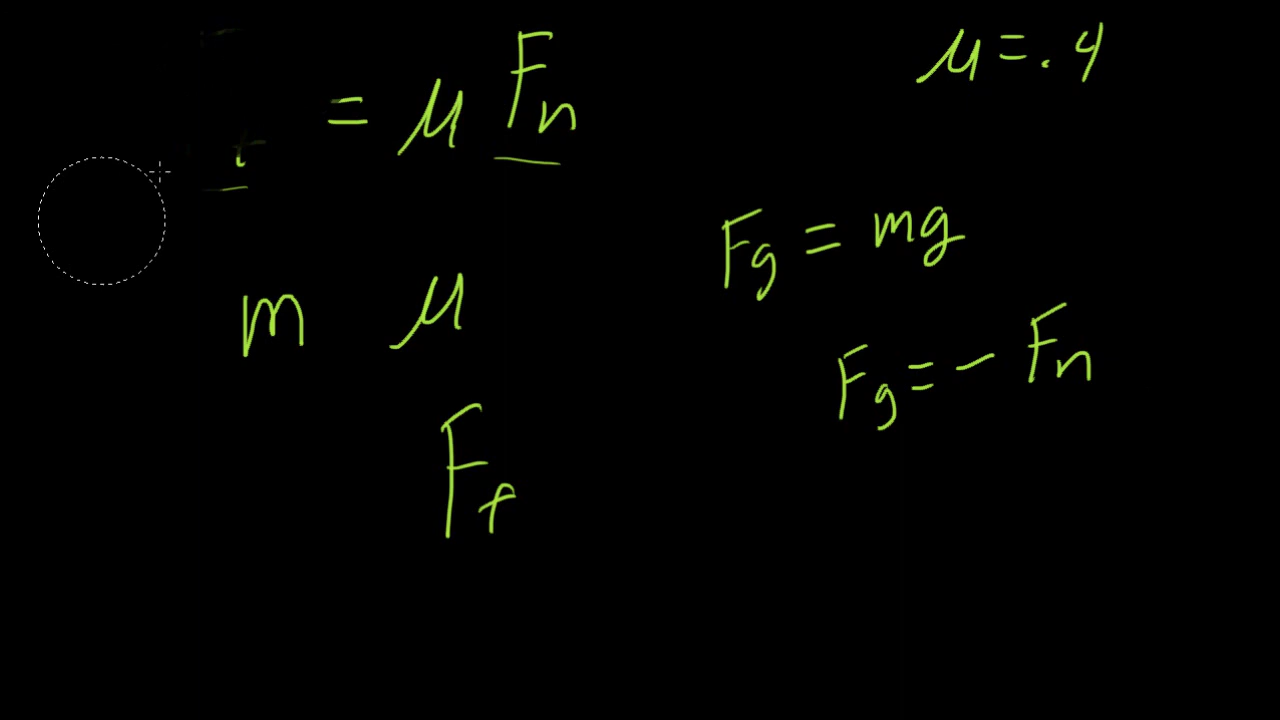 = μ Fn
μ = .4
Fg = mg
m μ
Fg = - Fn
Ff